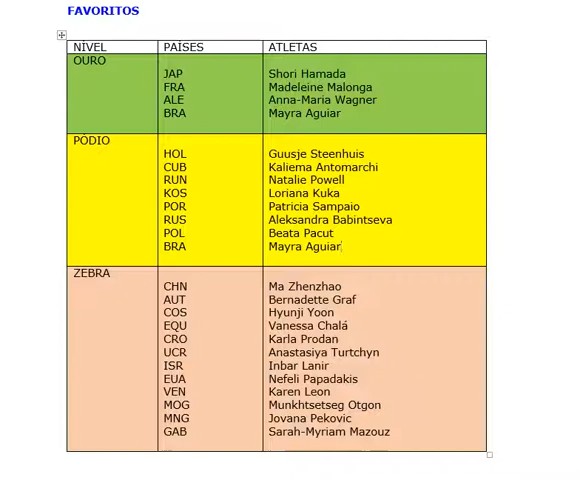 FAVORITOS
NÍVEL PAÍSES ATLETAS
OURO
JAP Shori Hamada
FRA Madeleine Malonga
ALE Anna-Maria Wagner
BRA Mayra Aguiar
PÓDIO
HOL Guusje Steenhuis
CUB Kaliema Antomarchi
RUN Natalie Powell
KOS Loriana Kuka
POR Patricia Sampaio
RUS Aleksandra Babintseva
POL Beata Pacut
BRA Mayra Aguiar
ZEBRA
CHN Ma Zhenzhao
AUT Bernadette Graf
COS Hyunji Yoon
EQU Vanessa Chalá
CRO Karla Prodan
UCR Anastasiya Turtchyn
ISR Inbar Lanir
EUA Nefeli Papadakis
VEN Karen Leon
MOG Munkhtsetseg Otgon
MNG Jovana Pekovic
GAB Sarah-Myriam Mazouz